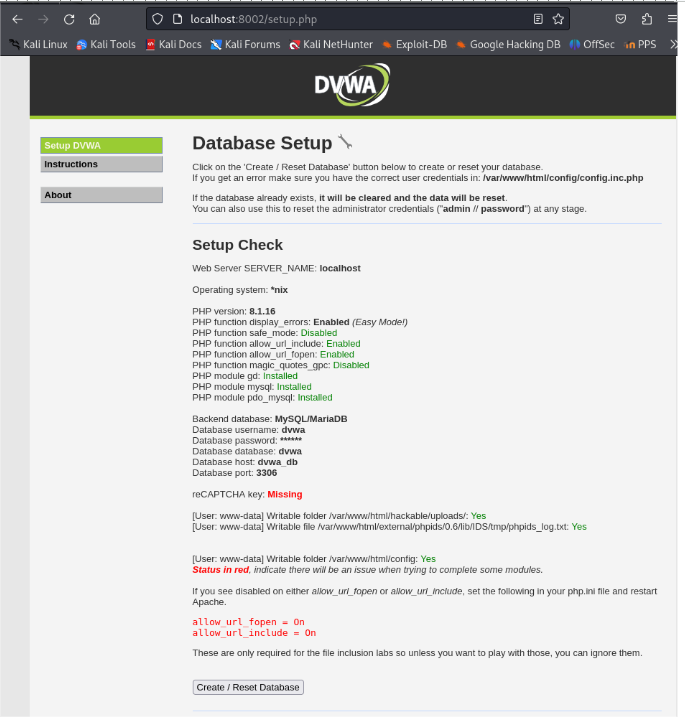 localhost:8002/setup.php
Kali Linux Kali Tools Kali Docs Kali Forums Kali NetHunter Exploit-DB Google Hacking DB OffSec PPS
DVWA
Setup DVWA
Instructions
About
Database Setup
Click on the 'Create / Reset Database' button below to create or reset your database.
If you get an error make sure you have the correct user credentials in: /var/www/html/config/config.inc.php
If the database already exists, it will be cleared and the data will be reset.
You can also use this to reset the administrator credentials ("admin // password") at any stage.
Setup Check
Web Server SERVER_NAME: localhost
Operating system: *nix
PHP version: 8.1.16
PHP function display_errors: Enabled (Easy Mode!)
PHP function safe_mode: Disabled
PHP function allow_url_include: Enabled
PHP function allow_url_fopen: Enabled
PHP function magic_quotes_gpc: Disabled
PHP module gd: Installed
PHP module mysql: Installed
PHP module pdo_mysql: Installed
Backend database: MySQL/MariaDB
Database username: dvwa
Database password: ******
Database database: dvwa
Database host: dvwa_db
Database port: 3306
reCAPTCHA key: Missing
[User: www-data] Writable folder /var/www/html/hackable/uploads/: Yes
[User: www-data] Writable file /var/www/html/external/phpids/0.6/lib/IDS/tmp/phpids_log.txt: Yes
[User: www-data] Writable folder /var/www/html/config: Yes
Status in red, indicate there will be an issue when trying to complete some modules.
If you see disabled on either allow_url_fopen or allow_url_include, set the following in your php.ini file and restart
Apache.
allow_url_fopen = On
allow_url_include = On
These are only required for the file inclusion labs so unless you want to play with those, you can ignore them.
Create / Reset Database